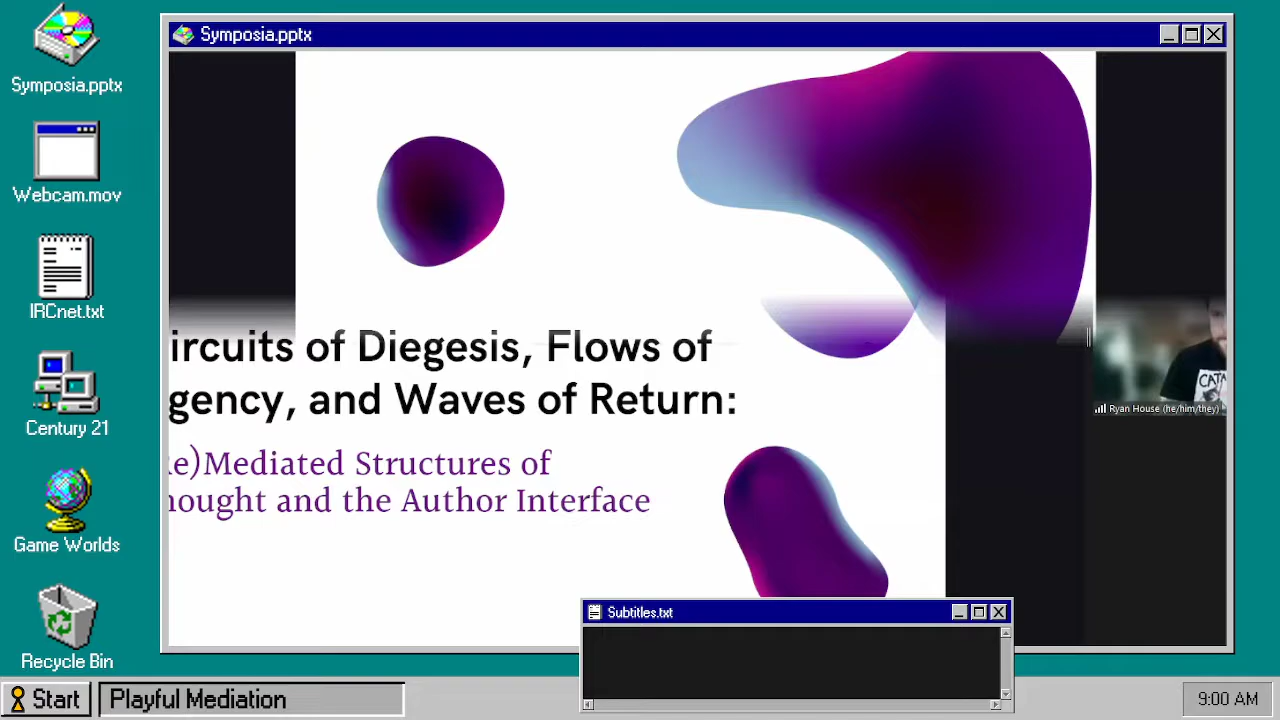 Symposia.pptx
Symposia.pptx
Webcam.mov
IRCnet.txt
Century 21
Game Worlds
Recycle Bin
ircuits of Diegesis, Flows of
gency, and Waves of Return:
e)Mediated Structures of
hought and the Author Interface
CATA
Ryan House (he/him/they)
Subtitles.txt
Start
Playful Mediation
9:00 AM